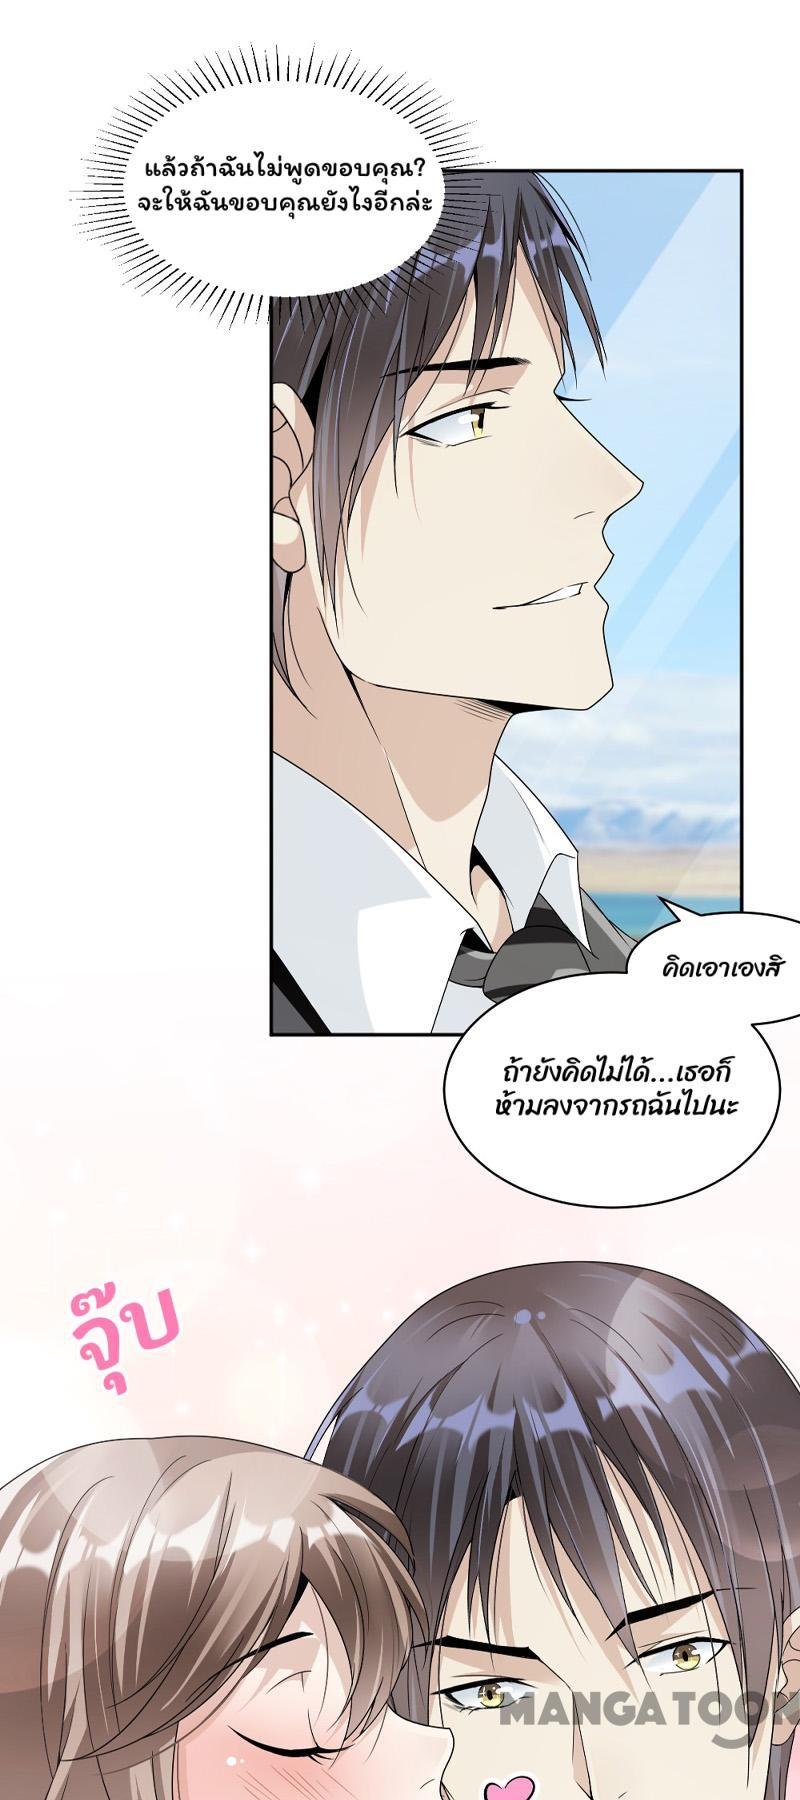 แล้วถ้าฉันไม่พูดขอบคุณ?
จะให้ฉันขอบคุณยังไงอีกล่ะ
คิดเอาเองสิ
ถ้ายังคิดไม่ได้...เธอก็
ห้ามลงจากรถฉันไปนะ
จุ๊บ
MANGATOON